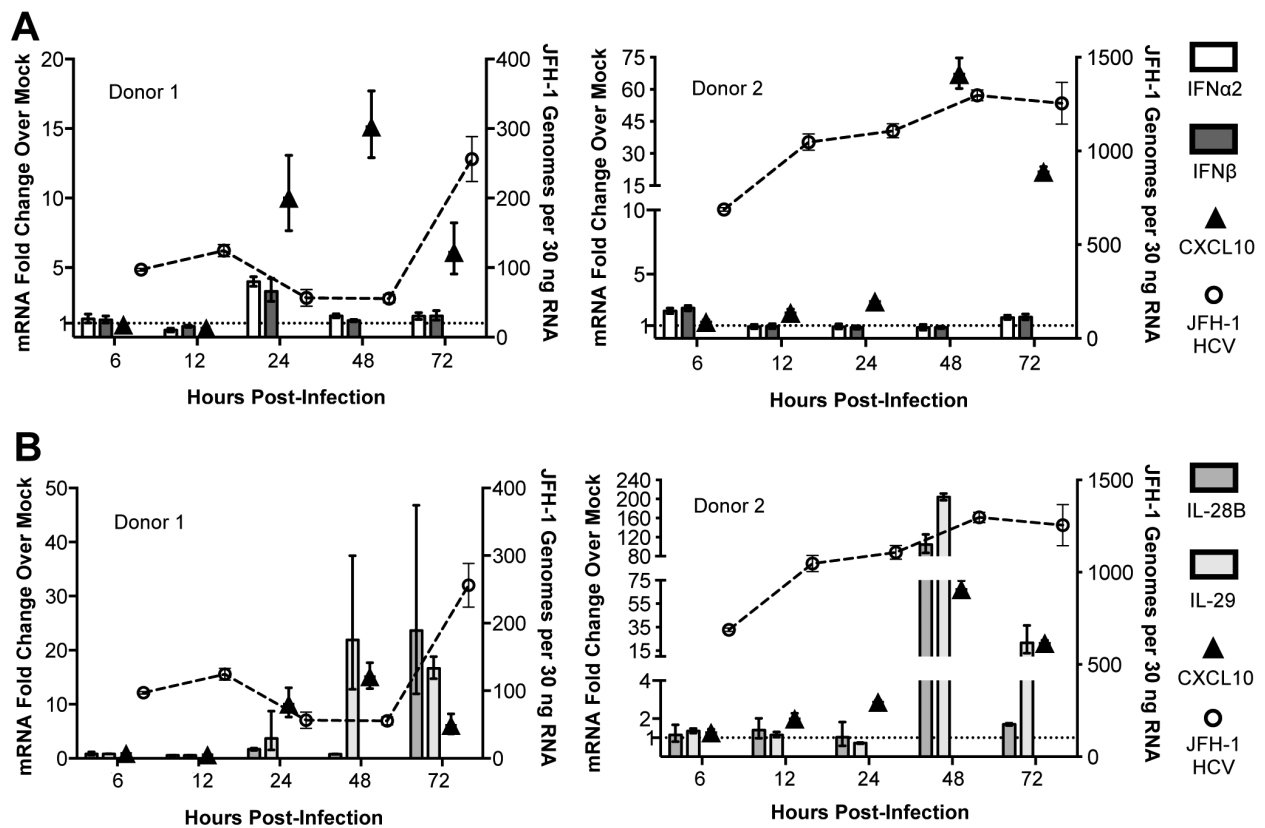 A
mRNA Fold Change Over Mock
20
15
10
5
1
Donor 1
400
300
200
100
0
JFH-1 Genomes per 30 ng RNA
6 12 24 48 72
Hours Post-Infection
mRNA Fold Change Over Mock
75
60
45
30
15
10
5
1
Donor 2
1500
1000
500
0
JFH-1 Genomes per 30 ng RNA
6 12 24 48 72
Hours Post-Infection
IFNα2
IFNβ
CXCL10
JFH-1
HCV
B
mRNA Fold Change Over Mock
50
40
30
20
10
0
Donor 1
400
300
200
100
0
JFH-1 Genomes per 30 ng RNA
6 12 24 48 72
Hours Post-Infection
mRNA Fold Change Over Mock
240
200
160
120
80
75
55
35
15
4
2
1
Donor 2
1500
1000
500
0
JFH-1 Genomes per 30 ng RNA
6 12 24 48 72
Hours Post-Infection
IL-28B
IL-29
CXCL10
JFH-1
HCV